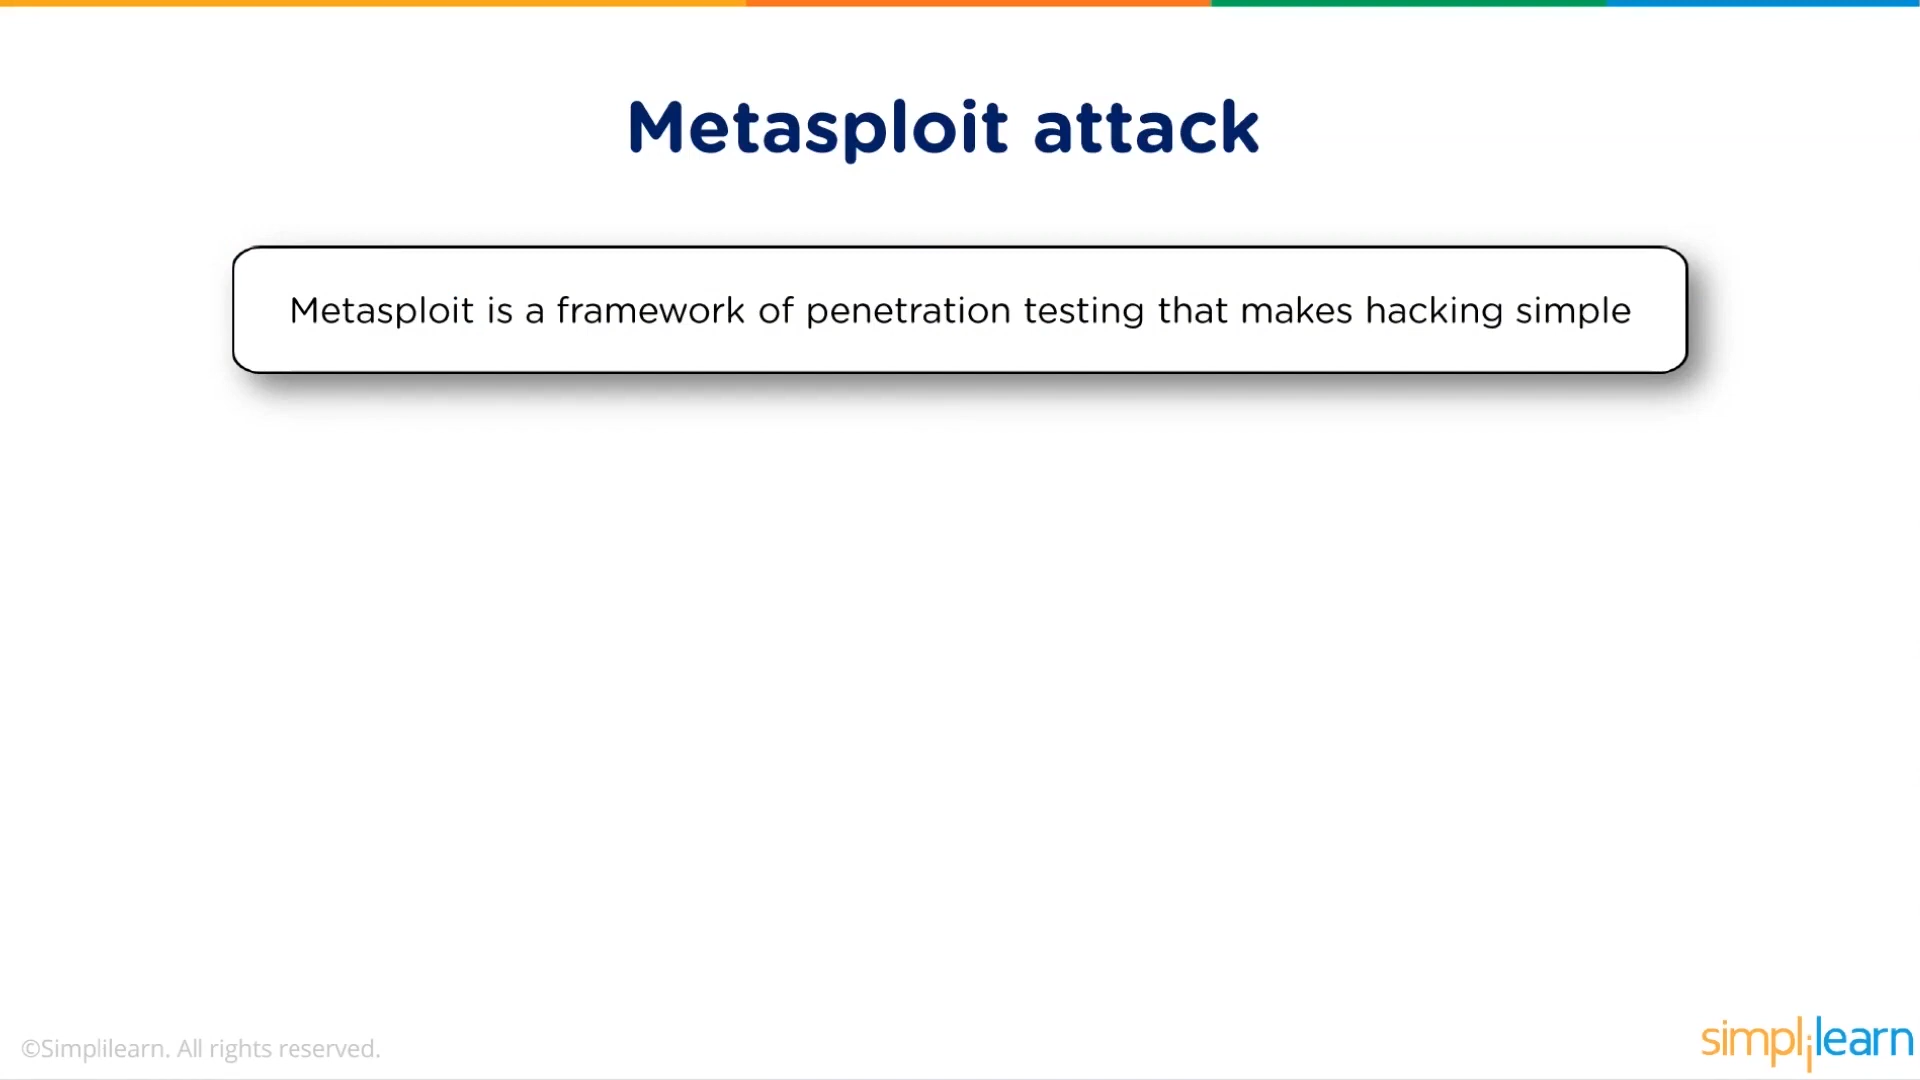 Metasploit attack
Metasploit is a framework of penetration testing that makes hacking simple
©Simplilearn. All rights reserved.
simplilearn